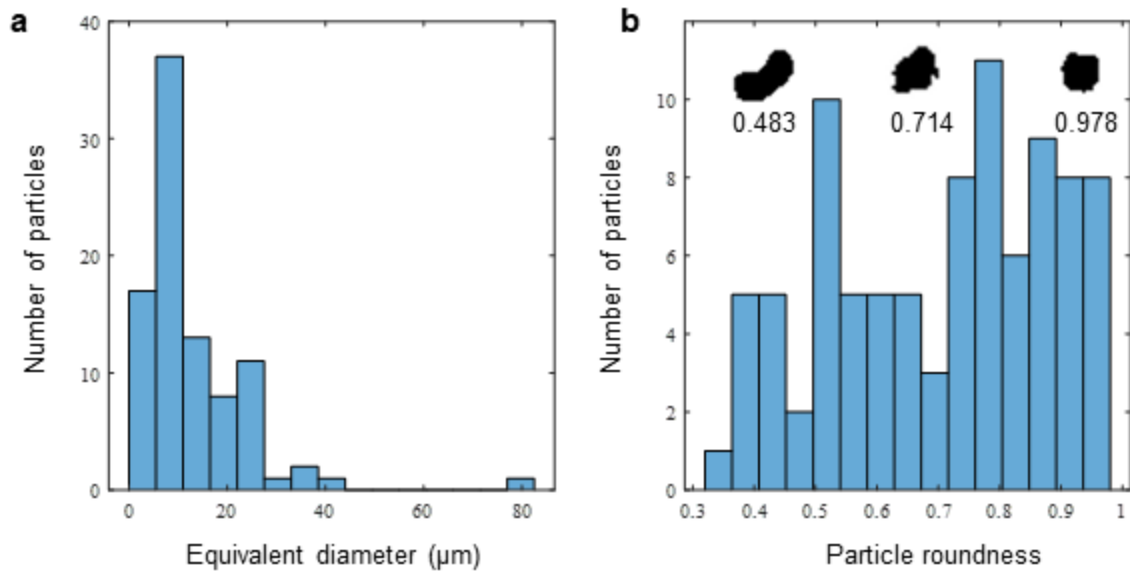 a
40
30
20
10
0
Number of particles
0 20 40 60 80
Equivalent diameter (µm)
b
0.483 0.714 0.978
10
8
6
4
2
0
Number of particles
0.3 0.4 0.5 0.6 0.7 0.8 0.9 1
Particle roundness